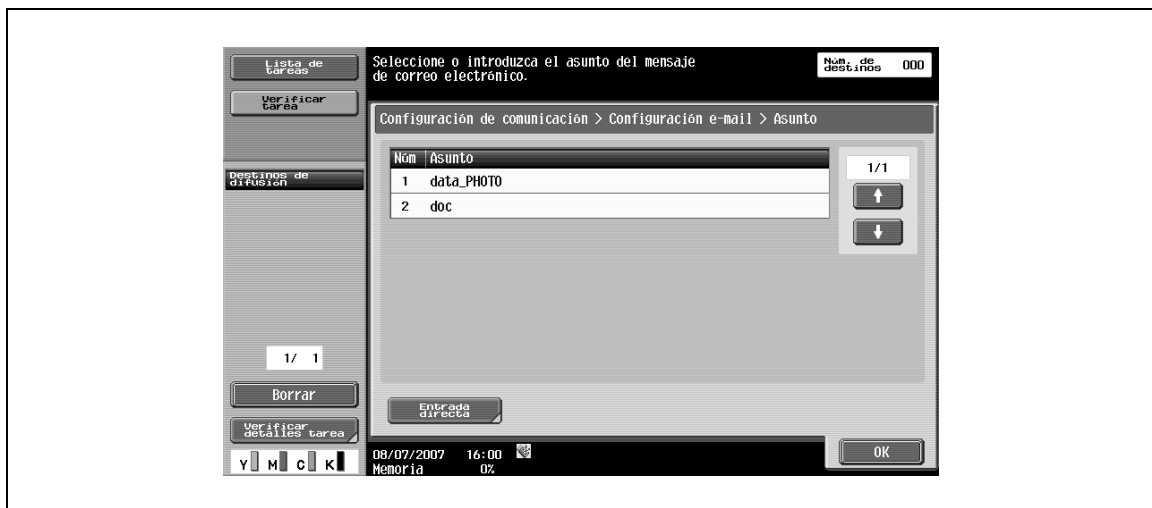 Lista de
tareas
Verificar
tarea
Destinos de
difusión
1/ 1
Borrar
Verificar
detalles tarea
Y M C K
Seleccione o introduzca el asunto del mensaje
de correo electrónico.
Núm. de
destinos 000
Configuración de comunicación > Configuración e-mail > Asunto
Núm Asunto
1 data_PHOTO
2 doc
1/1
Entrada
directa
08/07/2007 16:00
Memoria 0%
OK